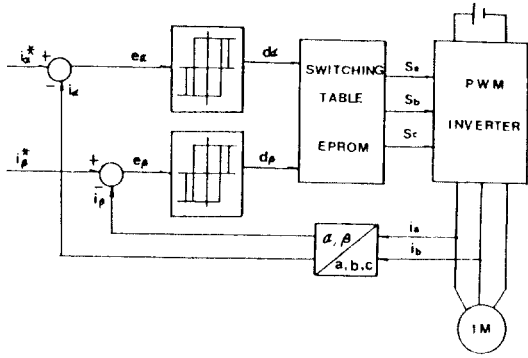 iα* + eα dα
− iα
SWITCHING
TABLE
EPROM
Sa
Sb
Sc
PWM
INVERTER
iβ* + eβ dβ
− iβ
α, β
a, b, c
ia
ib
IM